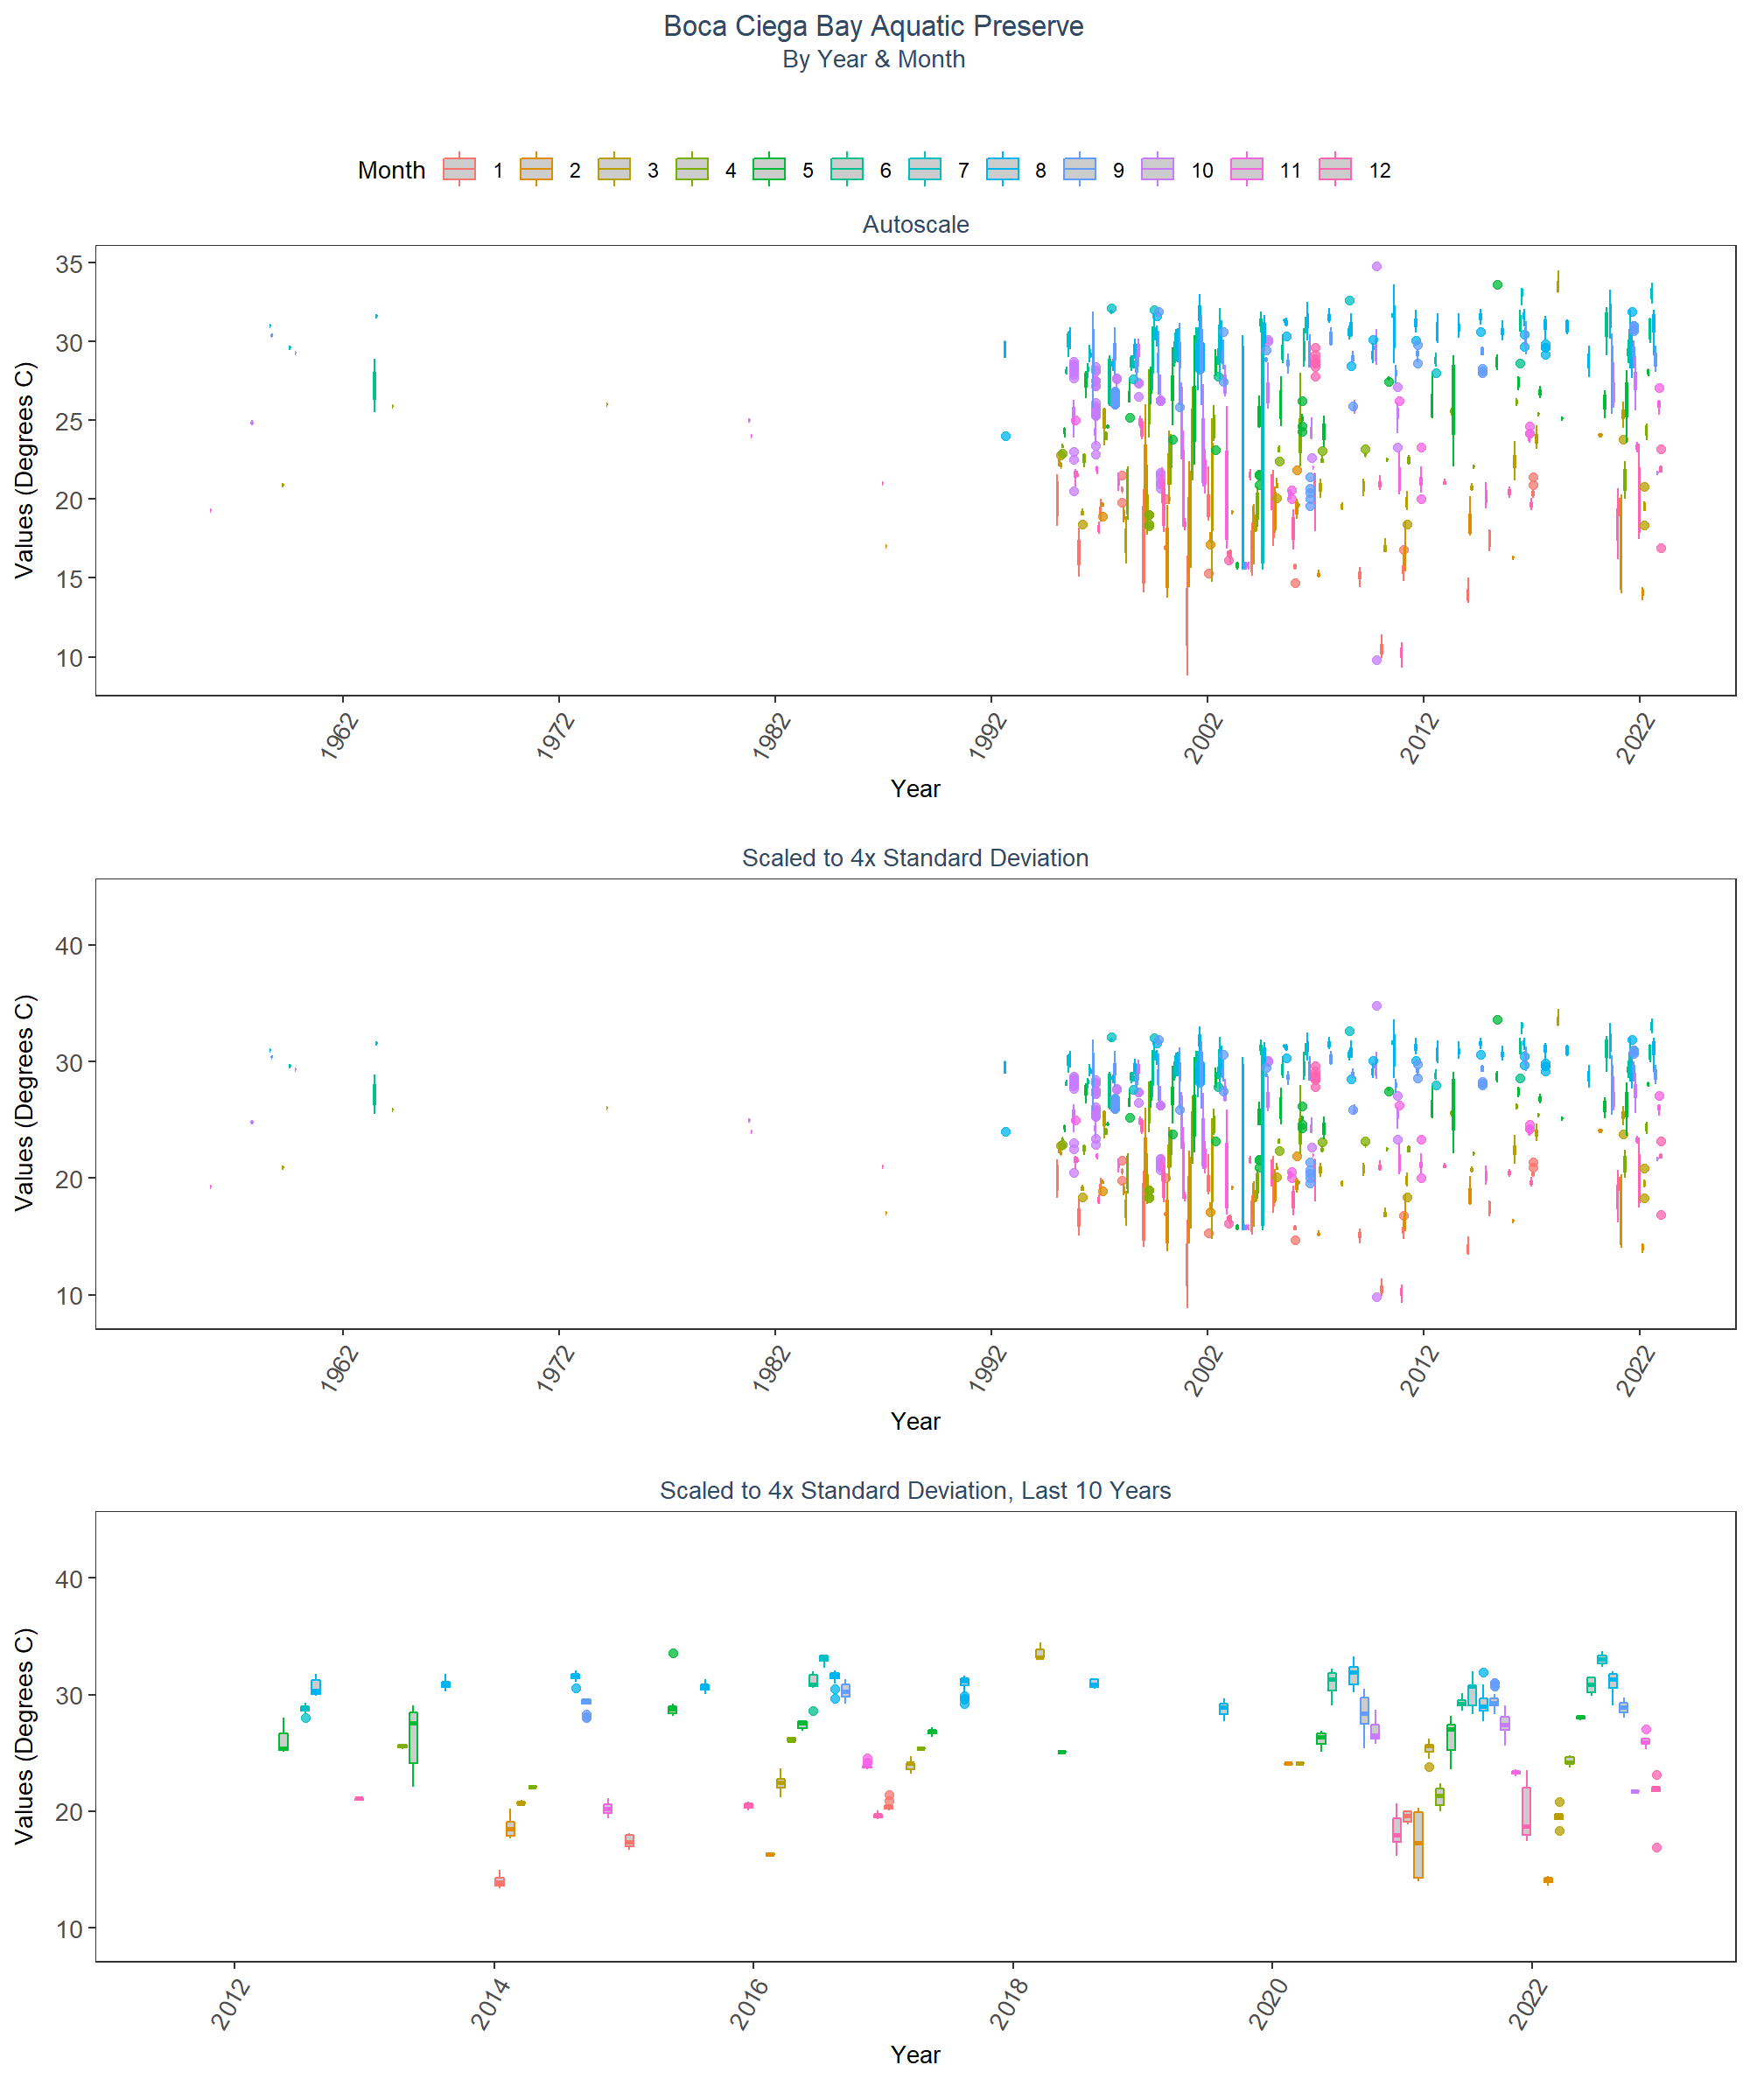 Boca Ciega Bay Aquatic Preserve
By Year & Month
Month 1 2 3 4 5 6 7 8 9 10 11 12
Autoscale
Values (Degrees C)
35
30
25
20
15
10
1962 1972 1982 1992 2002 2012 2022
Year
Scaled to 4x Standard Deviation
Values (Degrees C)
40
30
20
10
1962 1972 1982 1992 2002 2012 2022
Year
Scaled to 4x Standard Deviation, Last 10 Years
Values (Degrees C)
40
30
20
10
2012 2014 2016 2018 2020 2022
Year